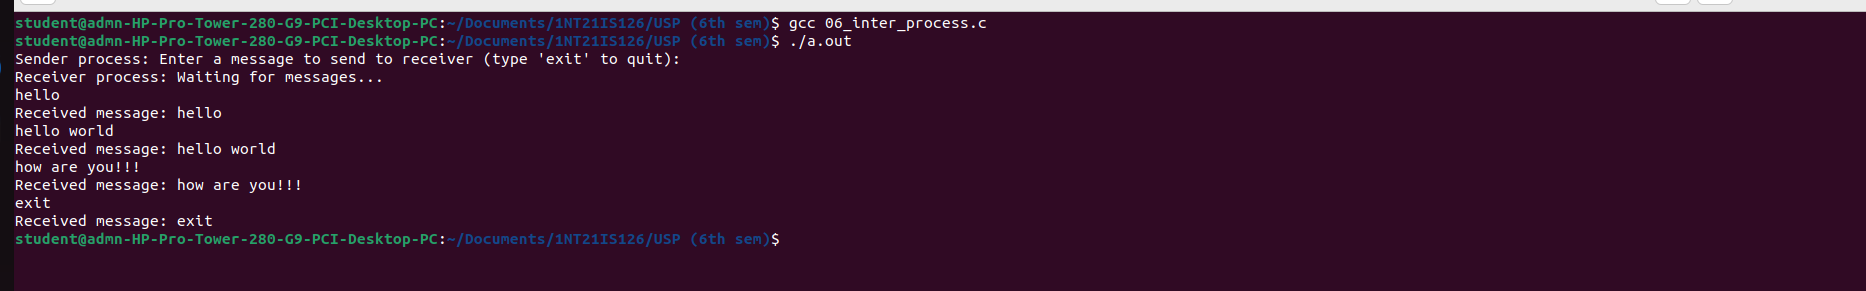 student@admn-HP-Pro-Tower-280-G9-PCI-Desktop-PC:~/Documents/1NT21IS126/USP (6th sem)$ gcc 06_inter_process.c
student@admn-HP-Pro-Tower-280-G9-PCI-Desktop-PC:~/Documents/1NT21IS126/USP (6th sem)$ ./a.out
Sender process: Enter a message to send to receiver (type 'exit' to quit):
Receiver process: Waiting for messages...
hello
Received message: hello
hello world
Received message: hello world
how are you!!!
Received message: how are you!!!
exit
Received message: exit
student@admn-HP-Pro-Tower-280-G9-PCI-Desktop-PC:~/Documents/1NT21IS126/USP (6th sem)$